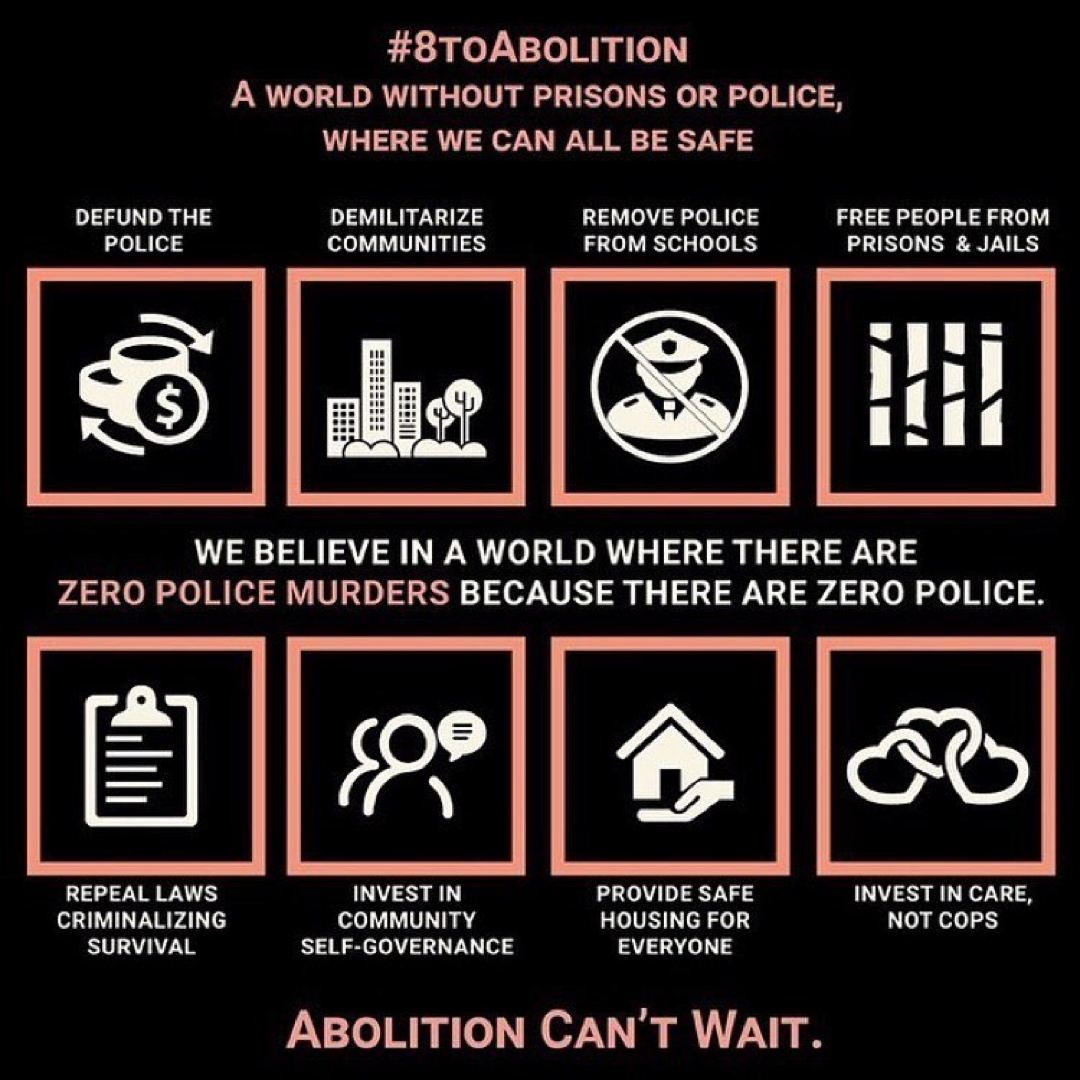 #8TOABOLITION
A WORLD WITHOUT PRISONS OR POLICE,
WHERE WE CAN ALL BE SAFE
DEFUND THE
POLICE
DEMILITARIZE
COMMUNITIES
REMOVE POLICE
FROM SCHOOLS
FREE PEOPLE FROM
PRISONS & JAILS
$
WE BELIEVE IN A WORLD WHERE THERE ARE
ZERO POLICE MURDERS BECAUSE THERE ARE ZERO POLICE.
REPEAL LAWS
CRIMINALIZING
SURVIVAL
INVEST IN
COMMUNITY
SELF-GOVERNANCE
PROVIDE SAFE
HOUSING FOR
EVERYONE
INVEST IN CARE,
NOT COPS
ABOLITION CAN'T WAIT.